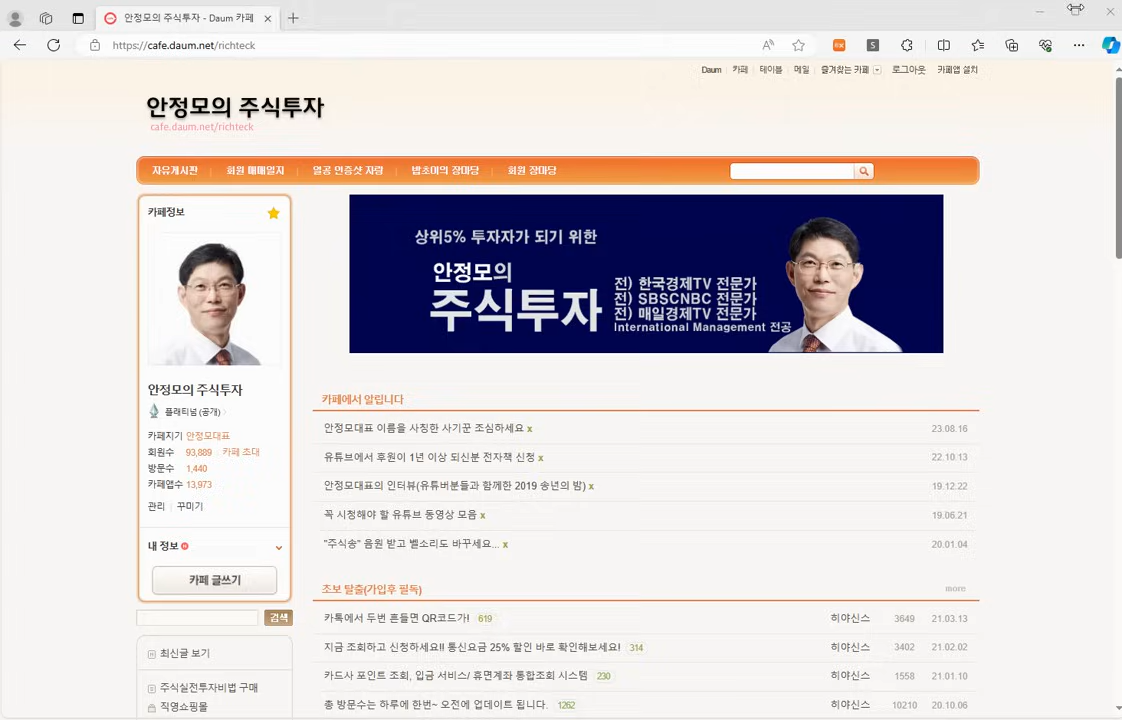 안정모의 주식투자 - Daum 카페
https://cafe.daum.net/richteck
Daum 카페 테이블 메일 즐겨찾는 카페 로그아웃 카페앱 설치
안정모의 주식투자
cafe.daum.net/richteck
자유게시판 회원 매매일지 열공 인증샷 자랑 밥초이의 장마당 회원 장마당
카페정보
안정모의 주식투자
플래티넘 (공개)
카페지기 안정모대표
회원수 93,889 카페 초대
방문수 1,440
카페앱수 13,973
관리 꾸미기
내 정보
카페 글쓰기
검색
최신글 보기
주식실전투자비법 구매
직영쇼핑몰
상위5% 투자자가 되기 위한
안정모의
주식투자
전) 한국경제TV 전문가
전) SBSCNBC 전문가
전) 매일경제TV 전문가
International Management 전공
카페에서 알립니다
안정모대표 이름을 사칭한 사기꾼 조심하세요 x 23.08.16
유튜브에서 후원이 1년 이상 되신분 전자책 신청 x 22.10.13
안정모대표의 인터뷰(유튜버분들과 함께한 2019 송년의 밤) x 19.12.22
꼭 시청해야 할 유튜브 동영상 모음 x 19.06.21
"주식송" 음원 받고 벨소리도 바꾸세요... x 20.01.04
초보 탈출(가입후 필독) more
카톡에서 두번 흔들면 QR코드가! 619 히야신스 3649 21.03.13
지금 조회하고 신청하세요!! 통신요금 25% 할인 바로 확인해보세요! 314 히야신스 3402 21.02.02
카드사 포인트 조회, 입금 서비스/ 휴면계좌 통합조회 시스템 230 히야신스 1558 21.01.10
총 방문수는 하루에 한번~ 오전에 업데이트 됩니다. 1262 히야신스 10210 20.10.06